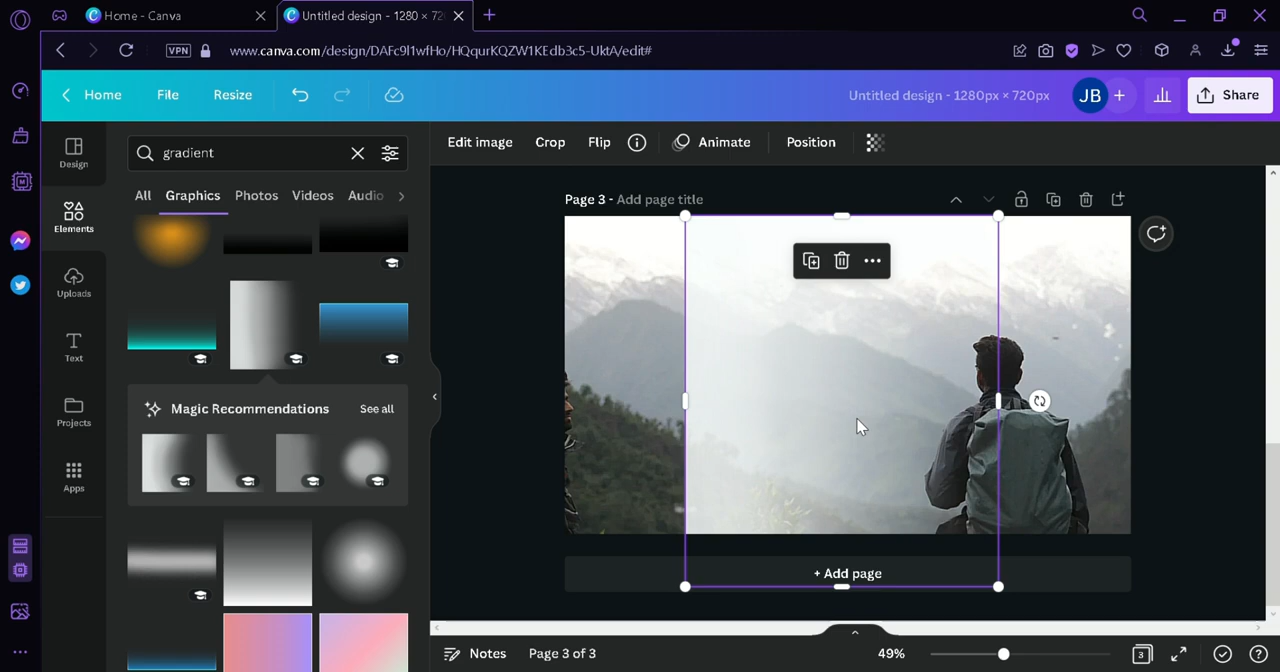 Home - Canva
Untitled design - 1280 × 72
VPN
www.canva.com/design/DAFc9l1wfHo/HQqurKQZW1KEdb3c5-UktA/edit#
Home
File
Resize
Untitled design - 1280px × 720px
JB
+
Share
Design
Elements
Uploads
Text
Projects
Apps
gradient
All
Graphics
Photos
Videos
Audio
Magic Recommendations
See all
Edit image
Crop
Flip
Animate
Position
Page 3 - Add page title
+ Add page
Notes
Page 3 of 3
49%
3